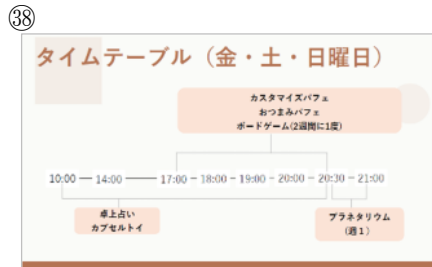 ㊳
タイムテーブル（金・土・日曜日）
カスタマイズパフェ
おつまみパフェ
ボードゲーム(2週間に1度)
10:00 ― 14:00 ―― 17:00 – 18:00 – 19:00 – 20:00 – 20:30 – 21:00
卓上占い
カプセルトイ
プラネタリウム
（週１）